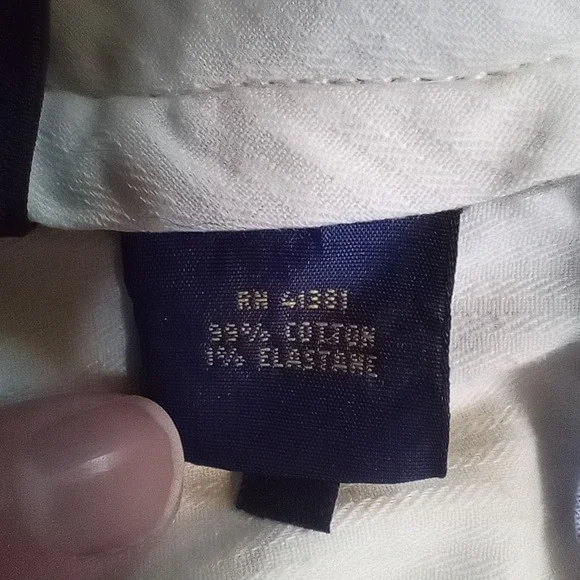 RN 41381
99% COTTON
1% ELASTANE